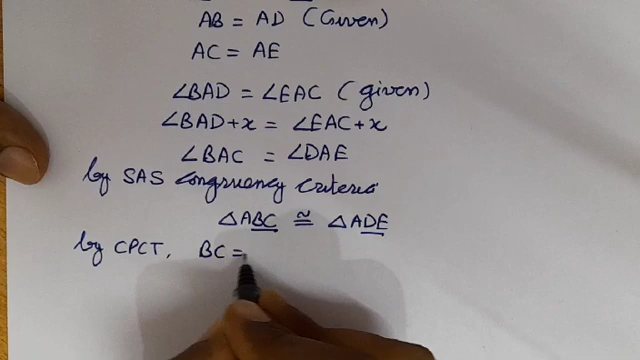 AB = AD (Given)
AC = AE
∠BAD = ∠EAC (given)
∠BAD+x = ∠EAC+x
∠BAC = ∠DAE
by SAS Congruency Criteria
△ABC ≅ △ADE
by CPCT, BC =